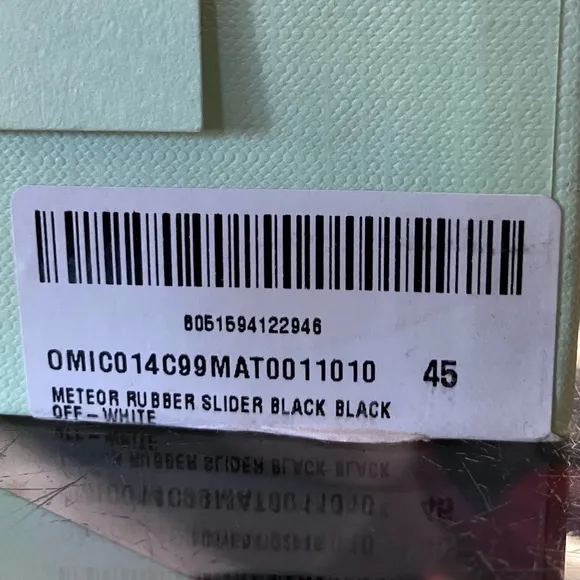 8051594122946
OMIC014C99MAT0011010 45
METEOR RUBBER SLIDER BLACK BLACK
OFF-WHITE